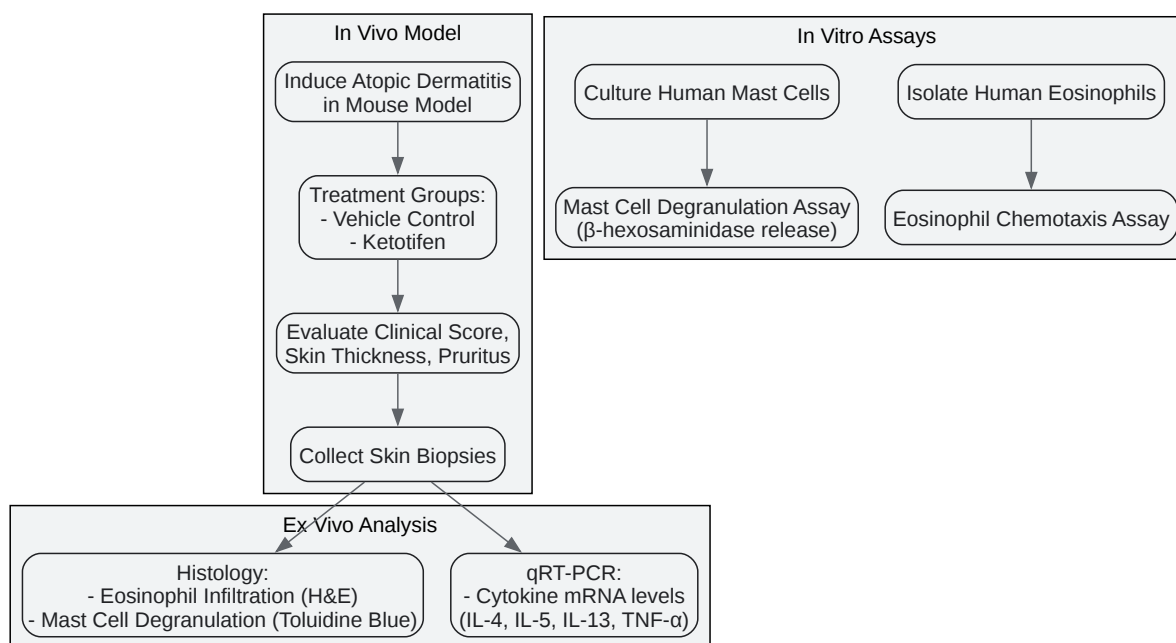 In Vivo Model
Induce Atopic Dermatitis
in Mouse Model
Treatment Groups:
- Vehicle Control
- Ketotifen
Evaluate Clinical Score,
Skin Thickness, Pruritus
Collect Skin Biopsies
In Vitro Assays
Culture Human Mast Cells
Isolate Human Eosinophils
Mast Cell Degranulation Assay
(β-hexosaminidase release)
Eosinophil Chemotaxis Assay
Ex Vivo Analysis
Histology:
- Eosinophil Infiltration (H&E)
- Mast Cell Degranulation (Toluidine Blue)
qRT-PCR:
- Cytokine mRNA levels
(IL-4, IL-5, IL-13, TNF-α)